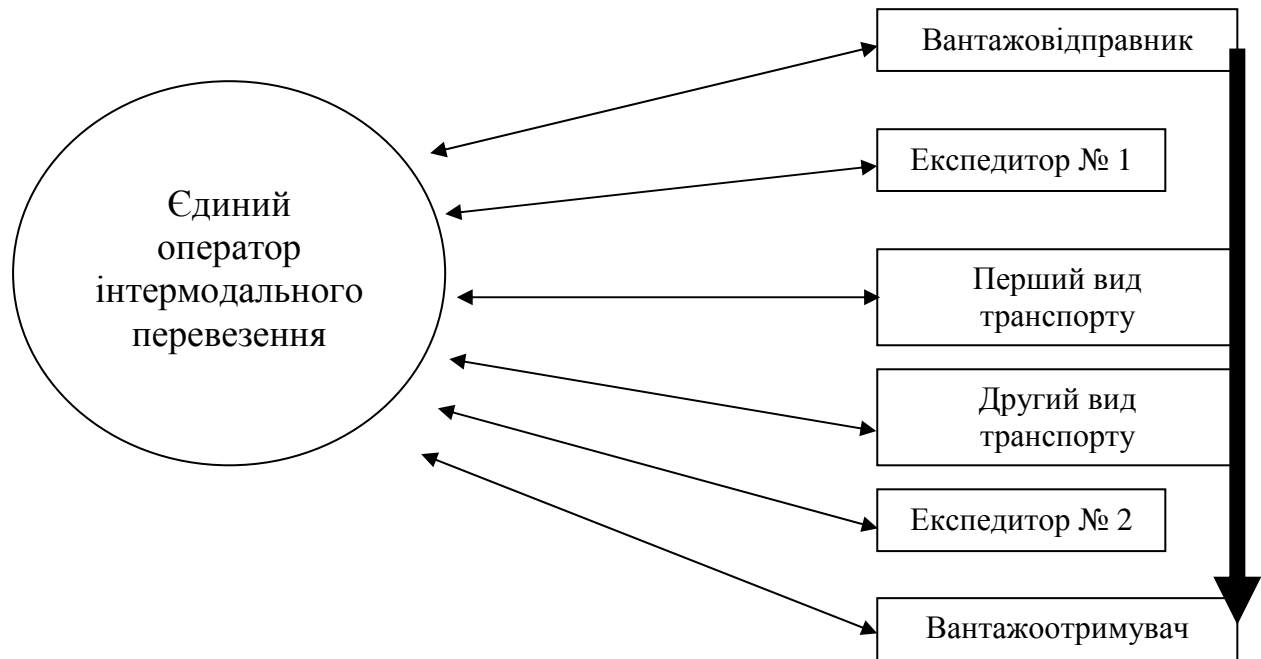 Вантажовідправник
Експедитор № 1
Єдиний
оператор
інтермодального
перевезення
Перший вид
транспорту
Другий вид
транспорту
Експедитор № 2
Вантажоотримувач